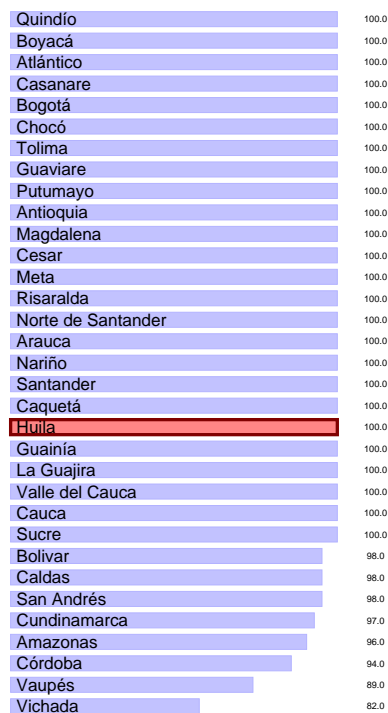 Quindío 100.0
Boyacá 100.0
Atlántico 100.0
Casanare 100.0
Bogotá 100.0
Chocó 100.0
Tolima 100.0
Guaviare 100.0
Putumayo 100.0
Antioquia 100.0
Magdalena 100.0
Cesar 100.0
Meta 100.0
Risaralda 100.0
Norte de Santander 100.0
Arauca 100.0
Nariño 100.0
Santander 100.0
Caquetá 100.0
Huila 100.0
Guainía 100.0
La Guajira 100.0
Valle del Cauca 100.0
Cauca 100.0
Sucre 100.0
Bolivar 98.0
Caldas 98.0
San Andrés 98.0
Cundinamarca 97.0
Amazonas 96.0
Córdoba 94.0
Vaupés 89.0
Vichada 82.0